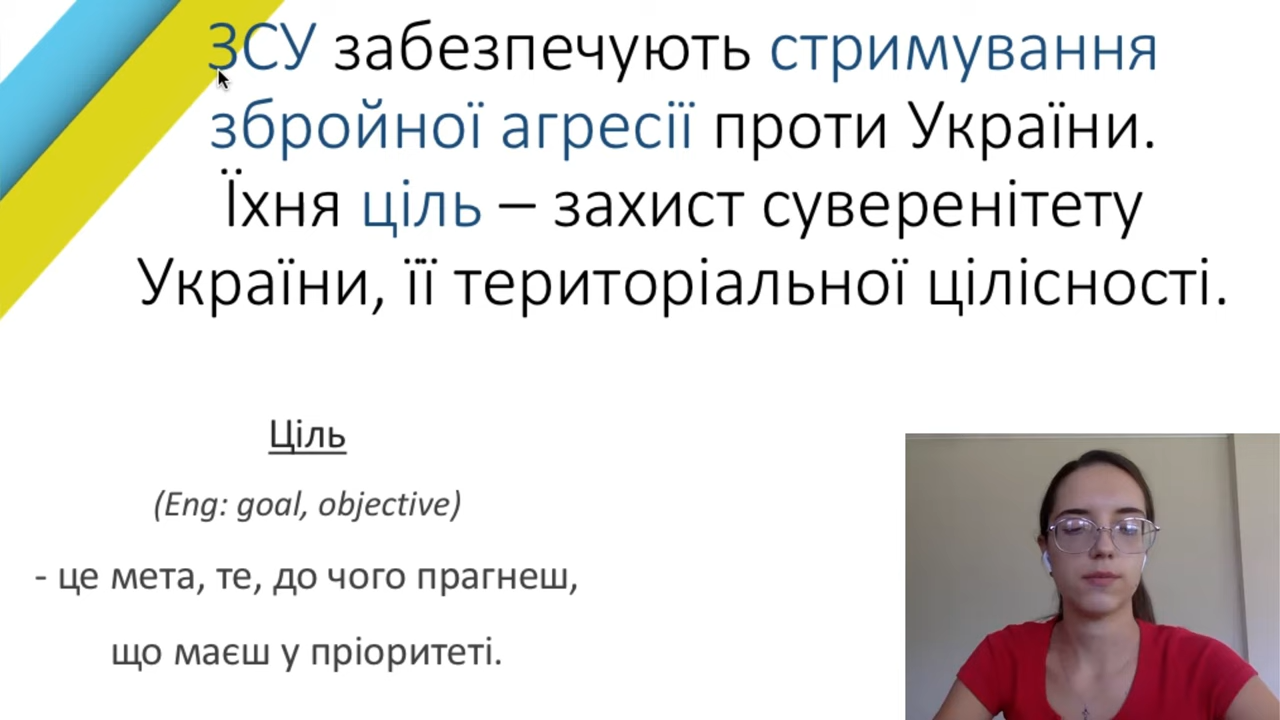 ЗСУ забезпечують стримування
збройної агресії проти України.
Їхня ціль – захист суверенітету
України, її територіальної цілісності.
Ціль
(Eng: goal, objective)
- це мета, те, до чого прагнеш,
що маєш у пріоритеті.